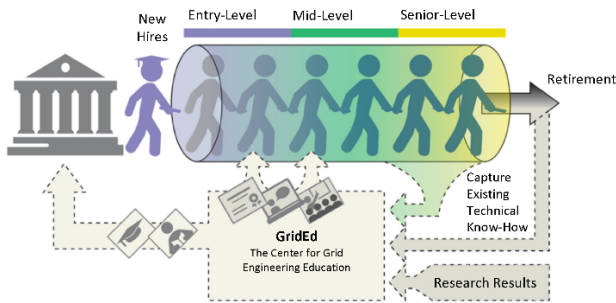 New
Hires
Entry-Level
Mid-Level
Senior-Level
Retirement
Capture
Existing
Technical
Know-How
GridEd
The Center for Grid
Engineering Education
Research Results